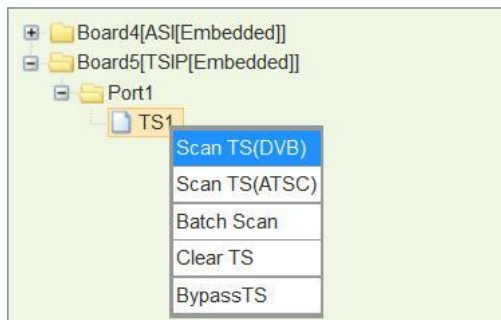 Board4[ASI[Embedded]]
Board5[TSIP[Embedded]]
Port1
TS1
Scan TS(DVB)
Scan TS(ATSC)
Batch Scan
Clear TS
BypassTS